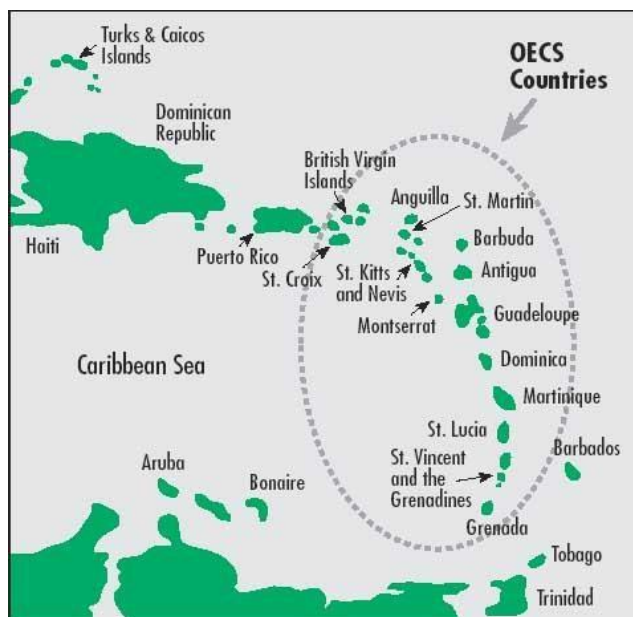 Turks & Caicos
Islands
OECS
Countries
Dominican
Republic
British Virgin
Islands
Anguilla
St. Martin
Haiti
Puerto Rico
St. Croix
St. Kitts
and Nevis
Barbuda
Antigua
Montserrat
Guadeloupe
Caribbean Sea
Dominica
Martinique
St. Lucia
St. Vincent
and the
Grenadines
Barbados
Aruba
Bonaire
Grenada
Tobago
Trinidad